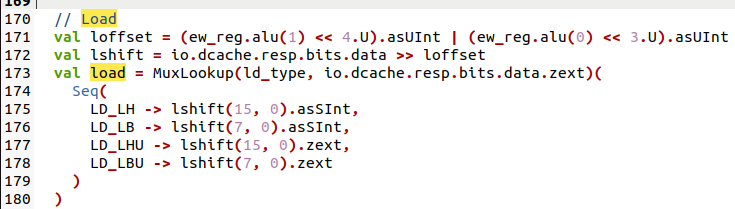 169
170 // Load
171 val loffset = (ew_reg.alu(1) << 4.U).asUInt | (ew_reg.alu(0) << 3.U).asUInt
172 val lshift = io.dcache.resp.bits.data >> loffset
173 val load = MuxLookup(ld_type, io.dcache.resp.bits.data.zext)(
174 Seq(
175 LD_LH -> lshift(15, 0).asSInt,
176 LD_LB -> lshift(7, 0).asSInt,
177 LD_LHU -> lshift(15, 0).zext,
178 LD_LBU -> lshift(7, 0).zext
179 )
180 )